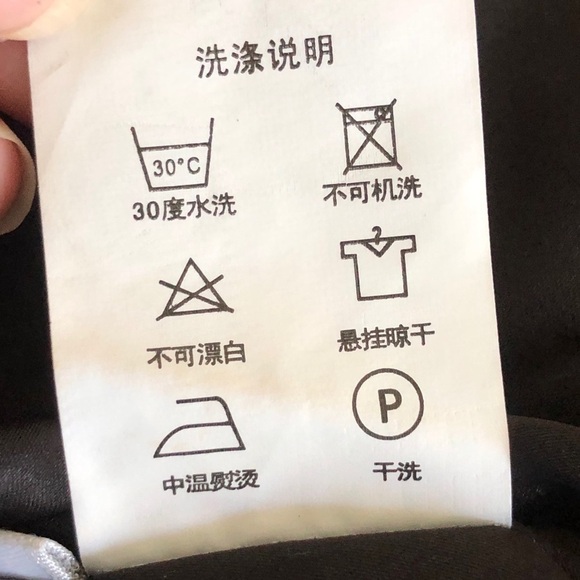 洗涤说明
30°C
30度水洗
不可机洗
不可漂白
悬挂晾干
P
中温熨烫
干洗